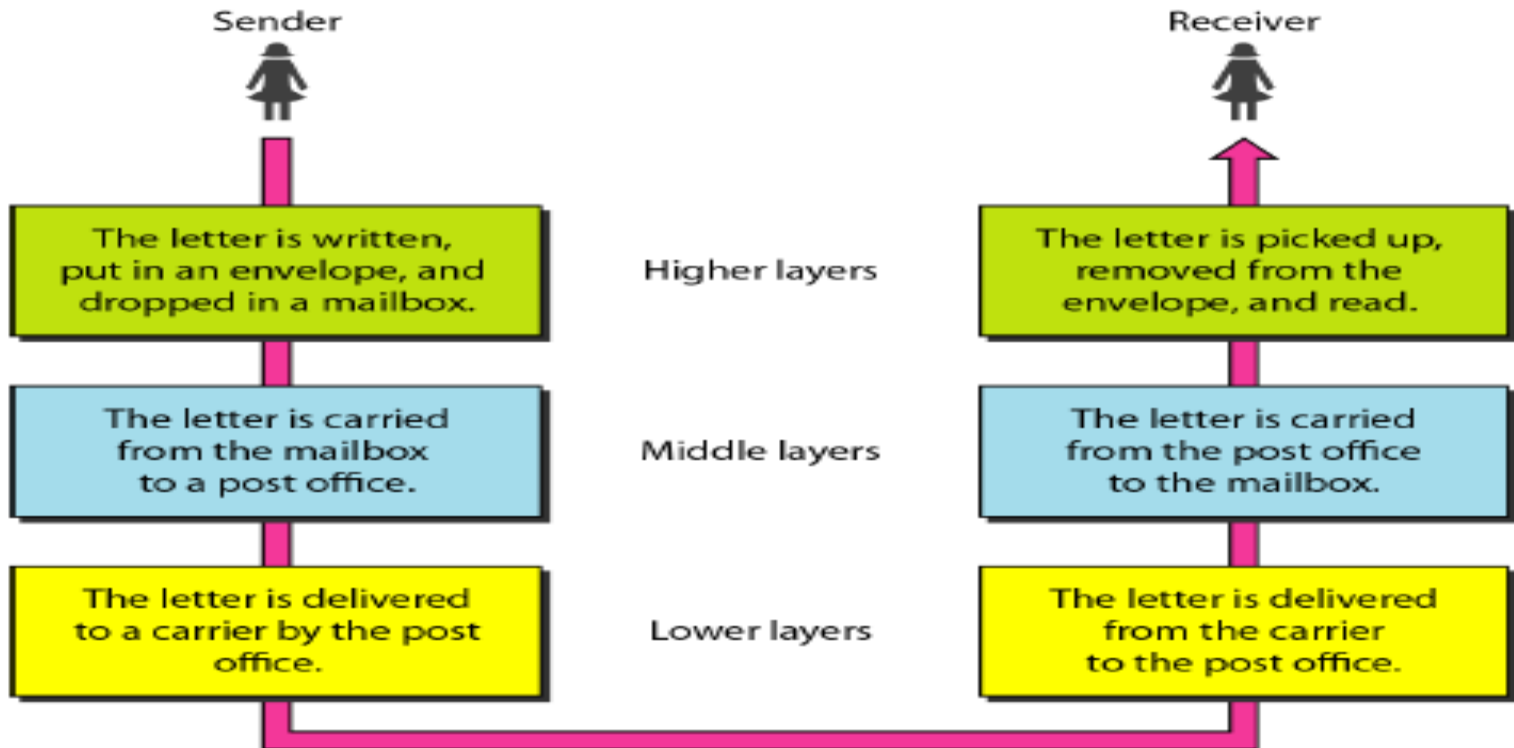 Sender
Receiver
The letter is written,
put in an envelope, and
dropped in a mailbox.
Higher layers
The letter is picked up,
removed from the
envelope, and read.
The letter is carried
from the mailbox
to a post office.
Middle layers
The letter is carried
from the post office
to the mailbox.
The letter is delivered
to a carrier by the post
office.
Lower layers
The letter is delivered
from the carrier
to the post office.